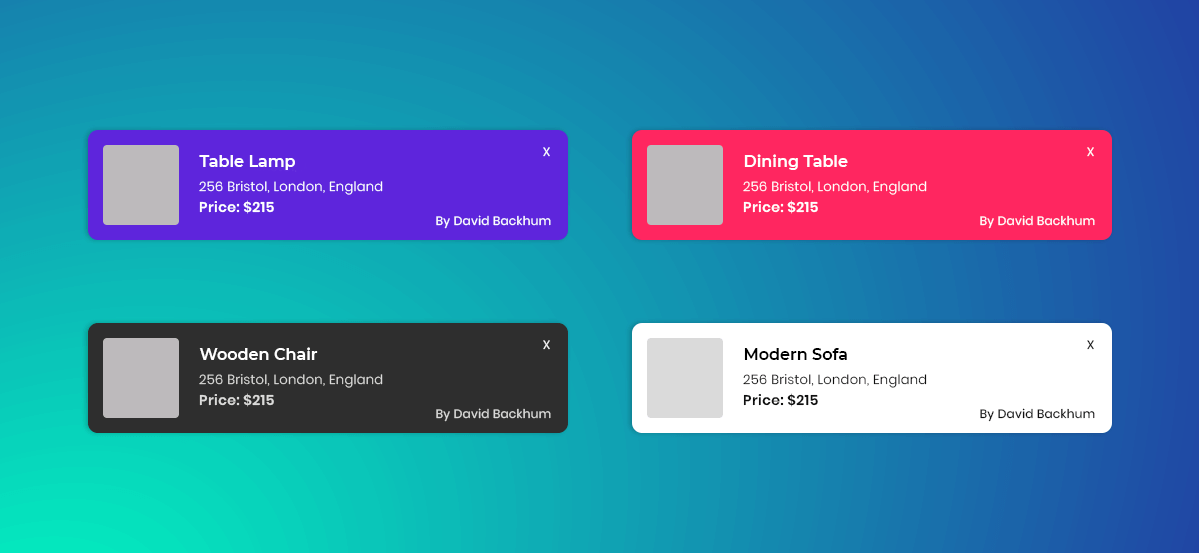 Table Lamp
X
256 Bristol, London, England
Price: $215
By David Backhum
Dining Table
X
256 Bristol, London, England
Price: $215
By David Backhum
Wooden Chair
X
256 Bristol, London, England
Price: $215
By David Backhum
Modern Sofa
X
256 Bristol, London, England
Price: $215
By David Backhum